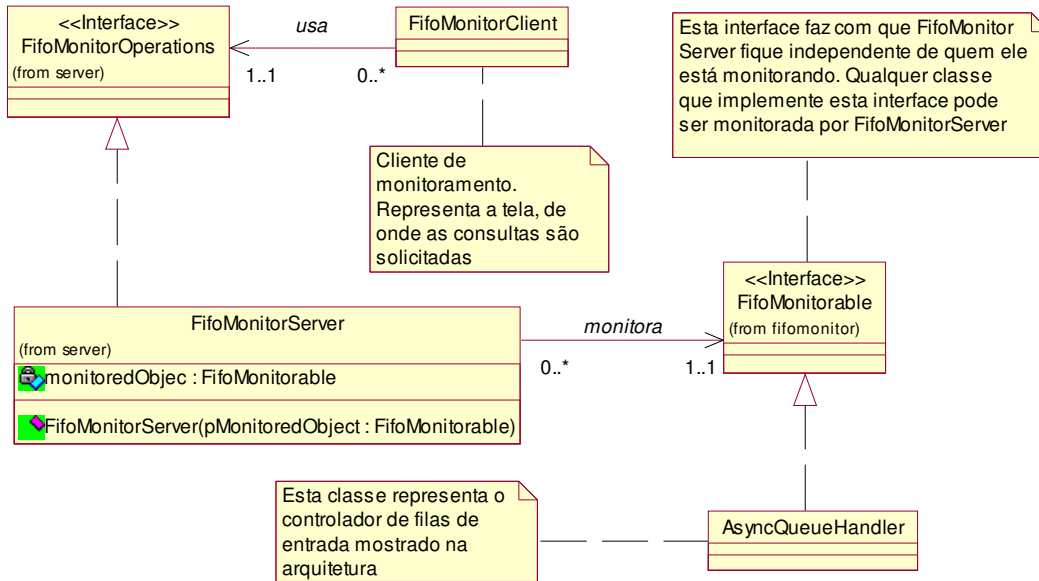 <<Interface>>
FifoMonitorOperations
(from server)
usa
1..1
0..*
FifoMonitorClient
Esta interface faz com que FifoMonitor
Server fique independente de quem ele
está monitorando. Qualquer classe
que implemente esta interface pode
ser monitorada por FifoMonitorServer
Cliente de
monitoramento.
Representa a tela, de
onde as consultas são
solicitadas
<<Interface>>
FifoMonitorable
(from fifomonitor)
FifoMonitorServer
(from server)
monitoredObjec : FifoMonitorable
FifoMonitorServer(pMonitoredObject : FifoMonitorable)
monitora
0..*
1..1
Esta classe representa o
controlador de filas de
entrada mostrado na
arquitetura
AsyncQueueHandler